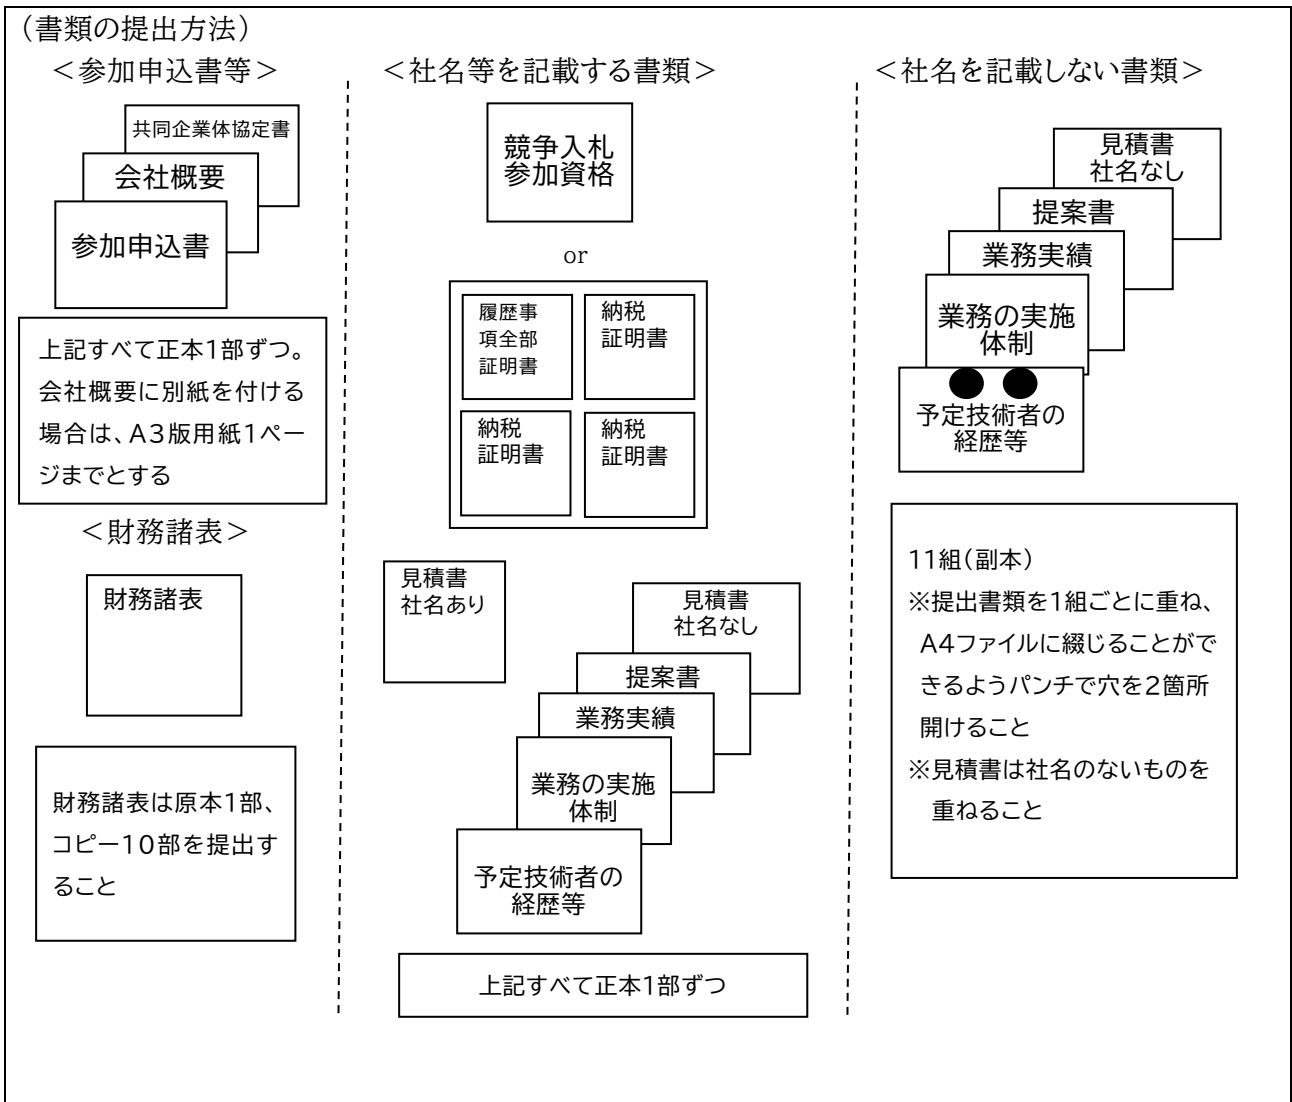 （書類の提出方法）
＜参加申込書等＞
共同企業体協定書
会社概要
参加申込書
上記すべて正本1部ずつ。
会社概要に別紙を付ける
場合は、A3版用紙1ペー
ジまでとする
＜財務諸表＞
財務諸表
財務諸表は原本1部、
コピー10部を提出す
ること
＜社名等を記載する書類＞
競争入札
参加資格
or
履歴事
項全部
証明書
納税
証明書
納税
証明書
納税
証明書
見積書
社名あり
見積書
社名なし
提案書
業務実績
業務の実施
体制
予定技術者の
経歴等
上記すべて正本1部ずつ
＜社名を記載しない書類＞
見積書
社名なし
提案書
業務実績
業務の実施
体制
予定技術者の
経歴等
11組（副本）
※提出書類を1組ごとに重ね、
A4ファイルに綴じることがで
きるようパンチで穴を2箇所
開けること
※見積書は社名のないものを
重ねること